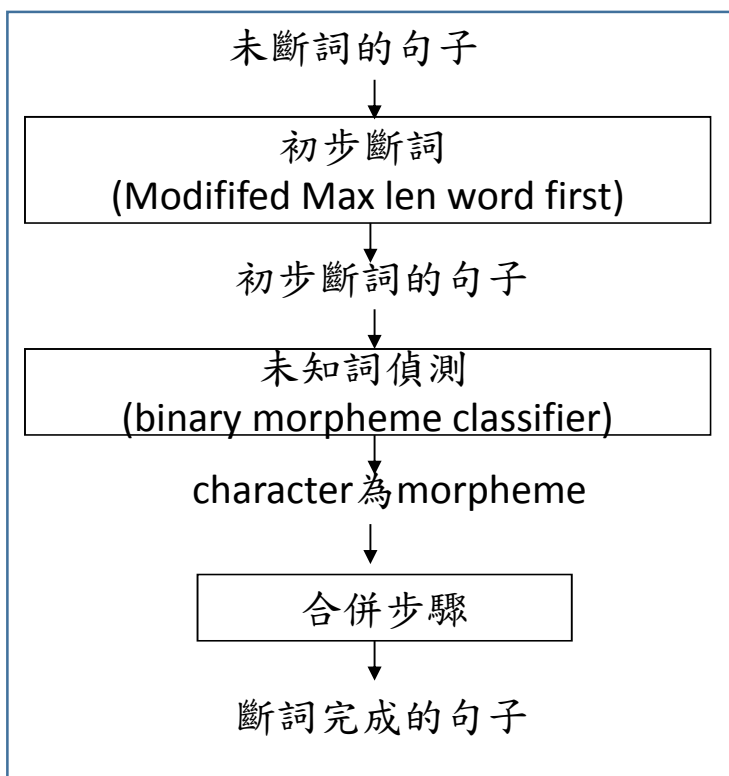 未斷詞的句子
初步斷詞
(Modififed Max len word first)
初步斷詞的句子
未知詞偵測
(binary morpheme classifier)
character為morpheme
合併步驟
斷詞完成的句子